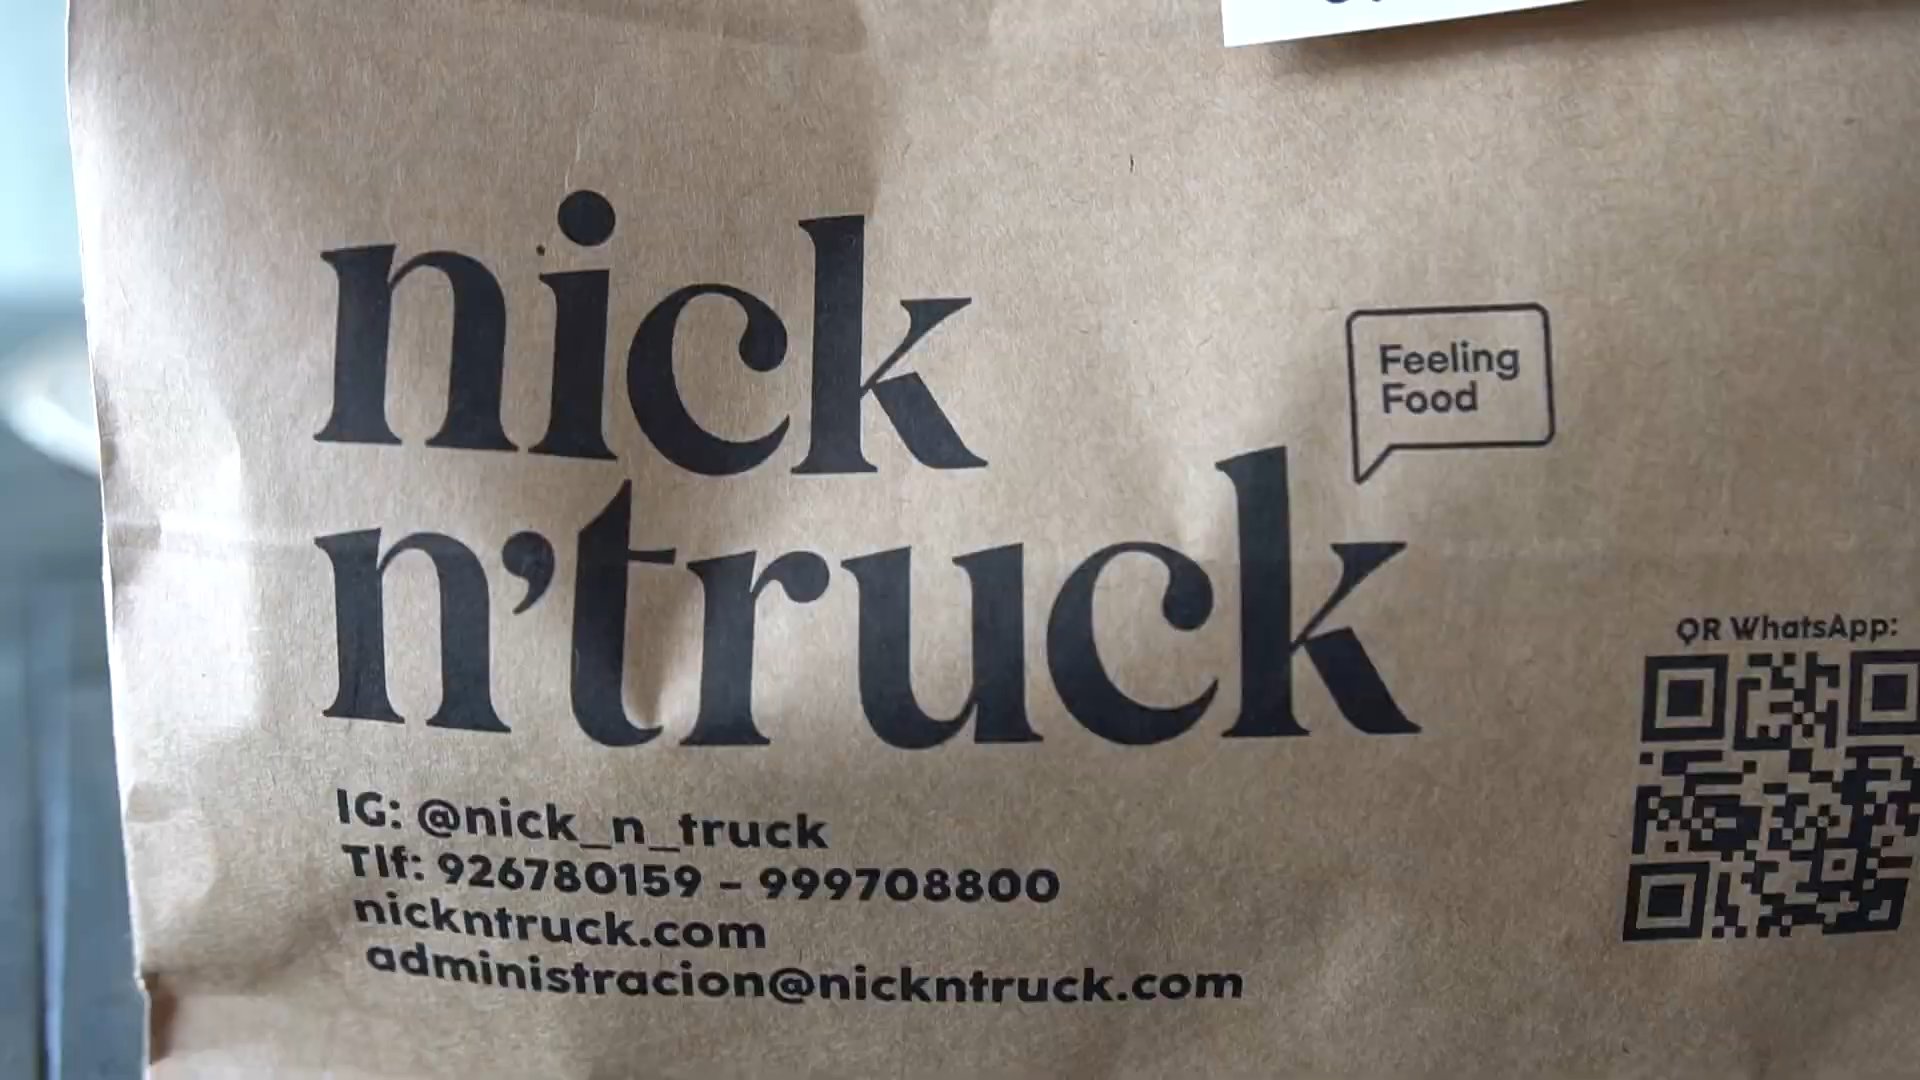 nick
n'truck
Feeling
Food
QR WhatsApp:
IG: @nick_n_truck
Tlf: 926780159 - 999708800
nickntruck.com
administracion@nickntruck.com